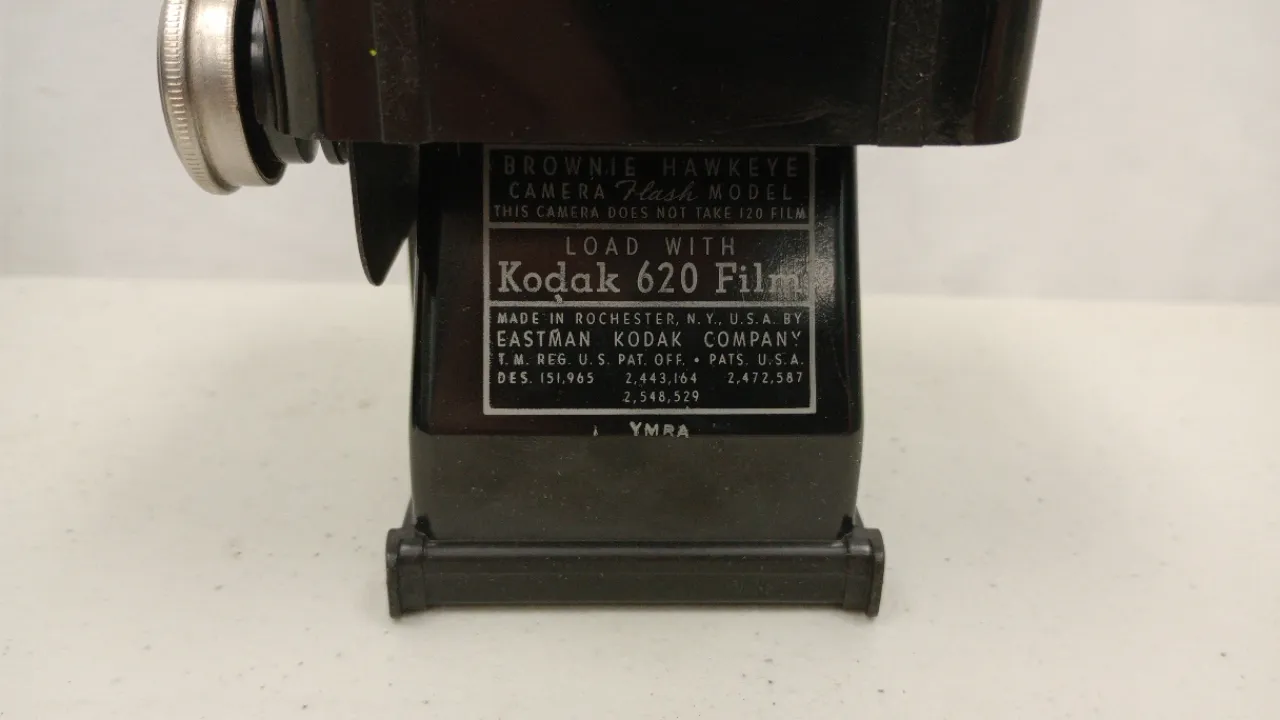 BROWNIE HAWKEYE
CAMERA Flash MODEL
THIS CAMERA DOES NOT TAKE 120 FILM
LOAD WITH
Kodak 620 Film
MADE IN ROCHESTER, N.Y., U.S.A. BY
EASTMAN KODAK COMPANY
T.M. REG. U.S. PAT. OFF. • PATS. U.S.A.
DES. 151,965 2,443,164 2,472,587
2,548,529
YMRA